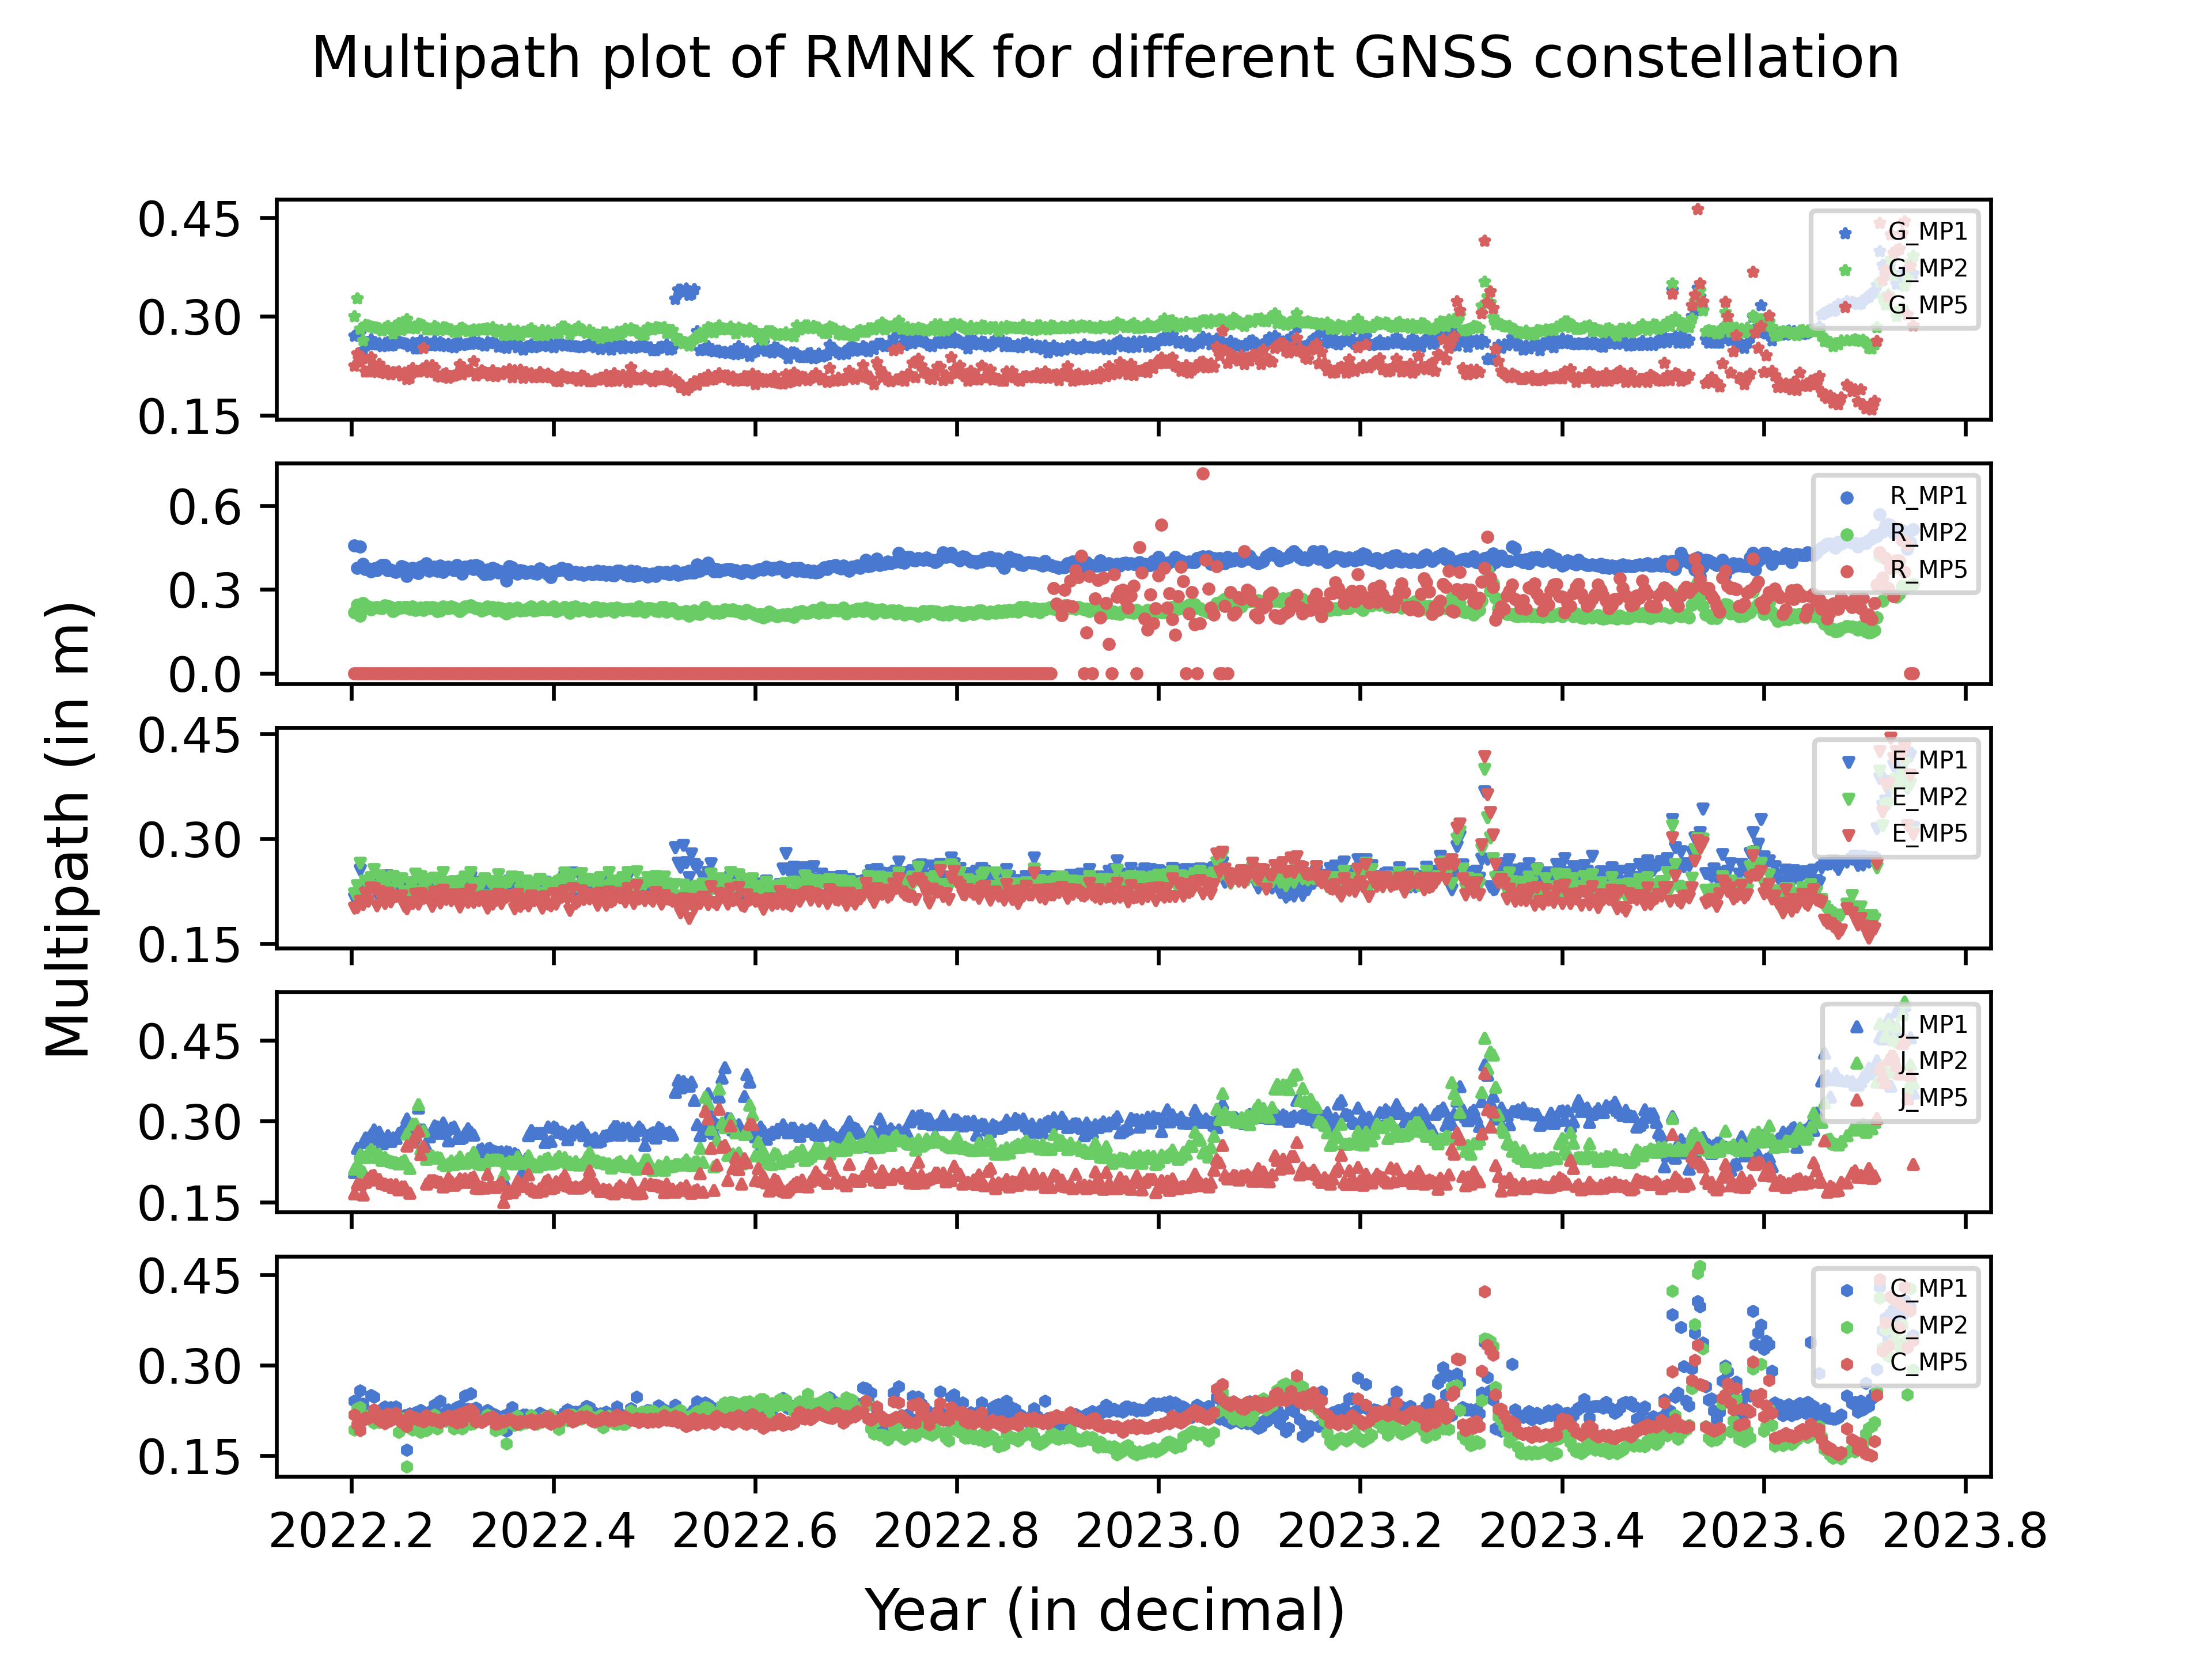 Multipath plot of RMNK for different GNSS constellation
Multipath (in m)
0.45
0.30
0.15
G_MP1
G_MP2
G_MP5
0.6
0.3
0.0
R_MP1
R_MP2
R_MP5
0.45
0.30
0.15
E_MP1
E_MP2
E_MP5
0.45
0.30
0.15
J_MP1
J_MP2
J_MP5
0.45
0.30
0.15
C_MP1
C_MP2
C_MP5
2022.2 2022.4 2022.6 2022.8 2023.0 2023.2 2023.4 2023.6 2023.8
Year (in decimal)